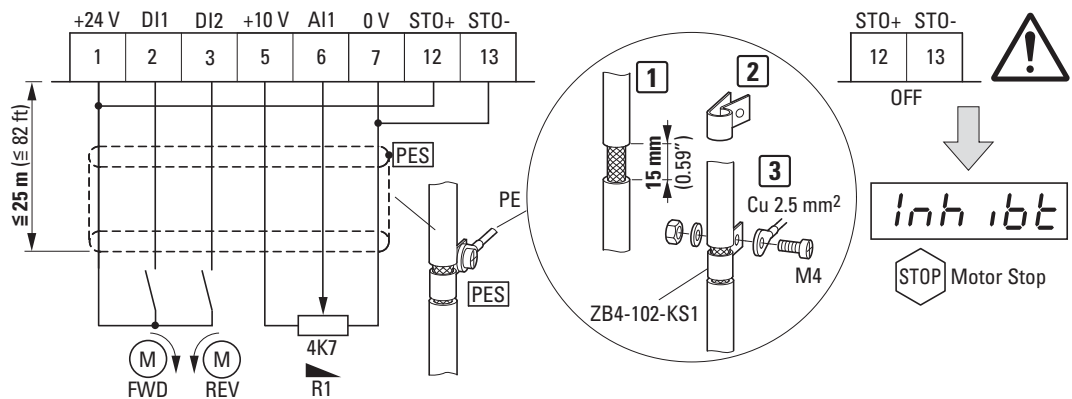 +24 V DI1 DI2 +10 V AI1 0 V STO+ STO-
1 2 3 5 6 7 12 13
≦ 25 m (≦ 82 ft)
PES
PE
PES
4K7
M M
FWD REV R1
1
2
15 mm
(0.59″)
3
Cu 2.5 mm²
M4
ZB4-102-KS1
STO+ STO-
12 13
OFF
Inhibt
STOP Motor Stop